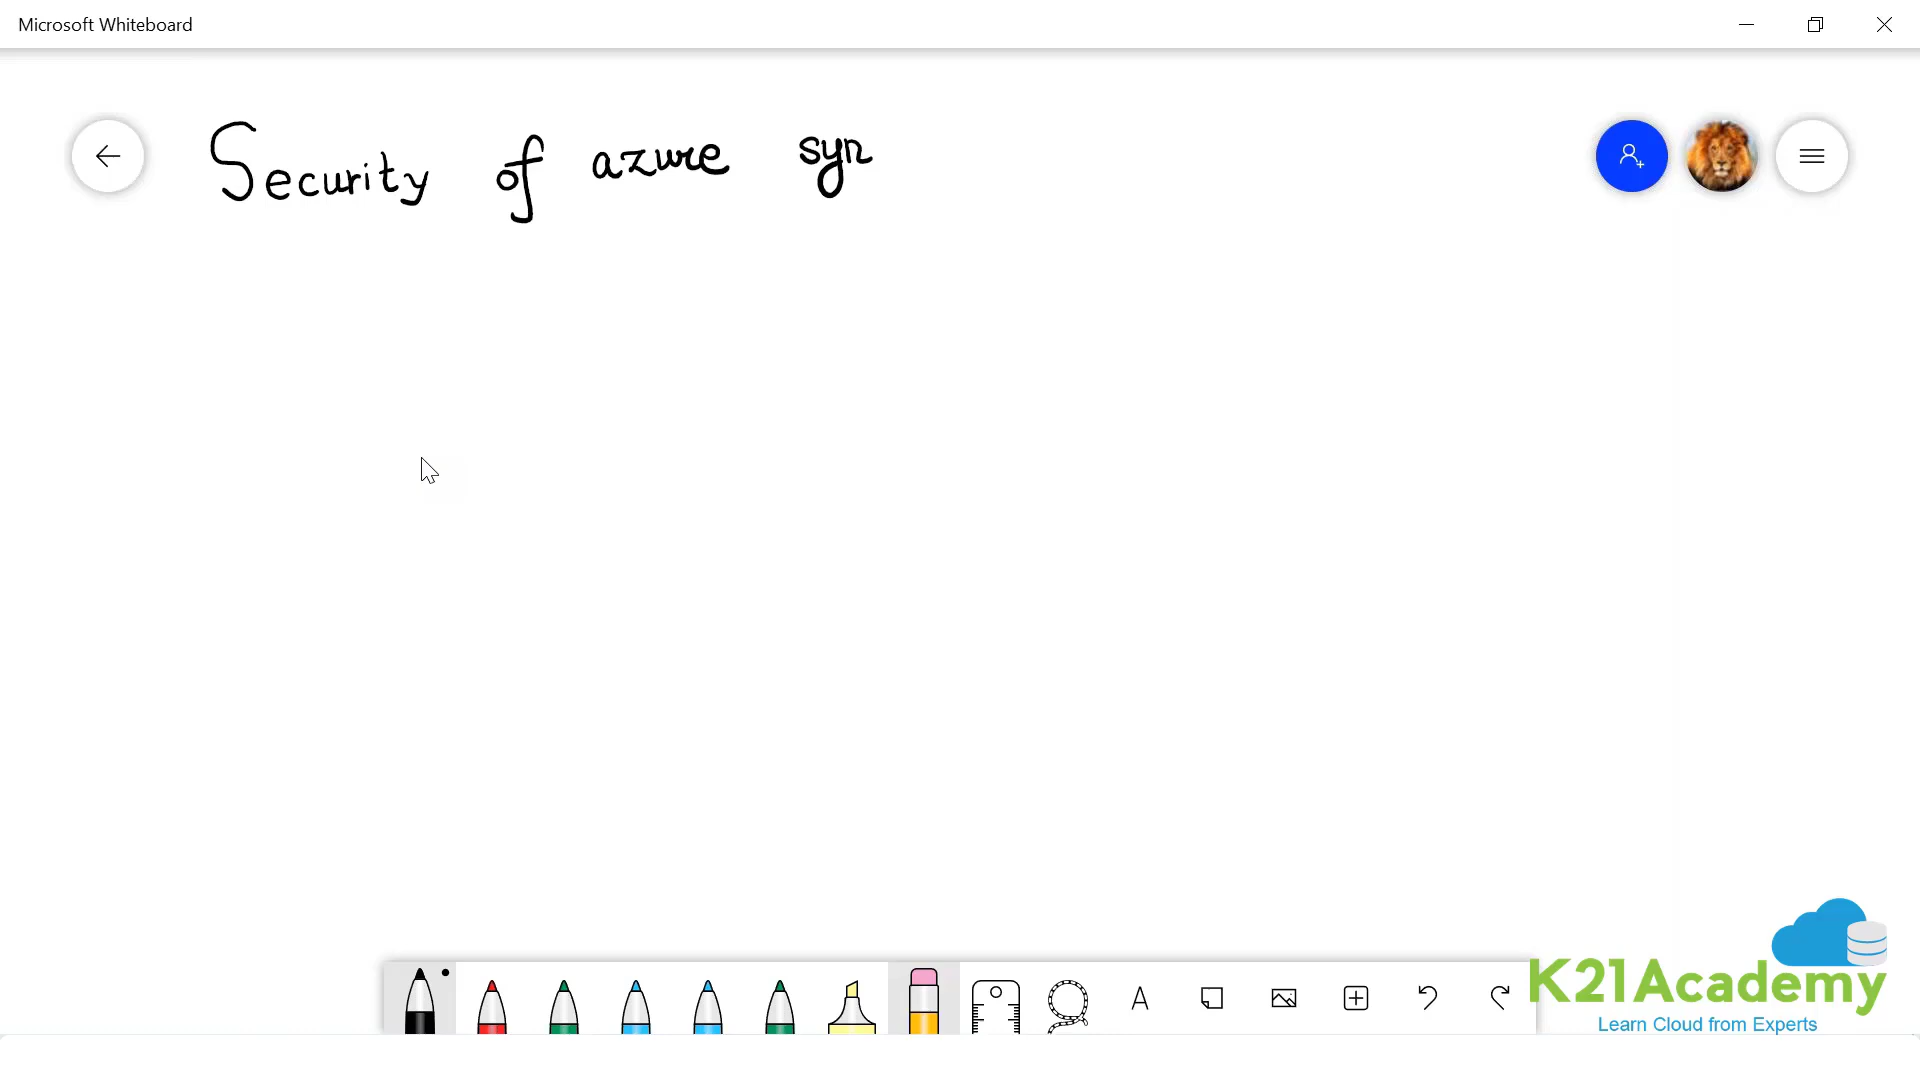 Microsoft Whiteboard
Security of azure syn
K21Academy
Learn Cloud from Experts